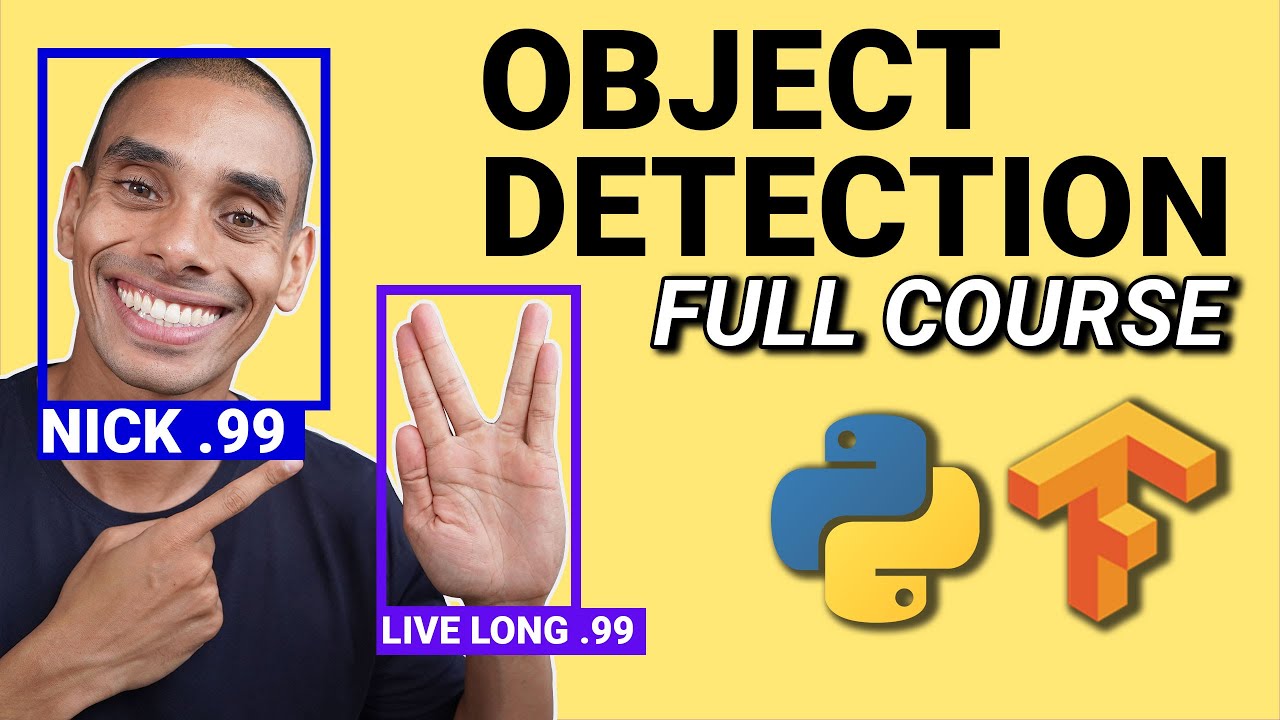 OBJECT
DETECTION
FULL COURSE
NICK .99
LIVE LONG .99